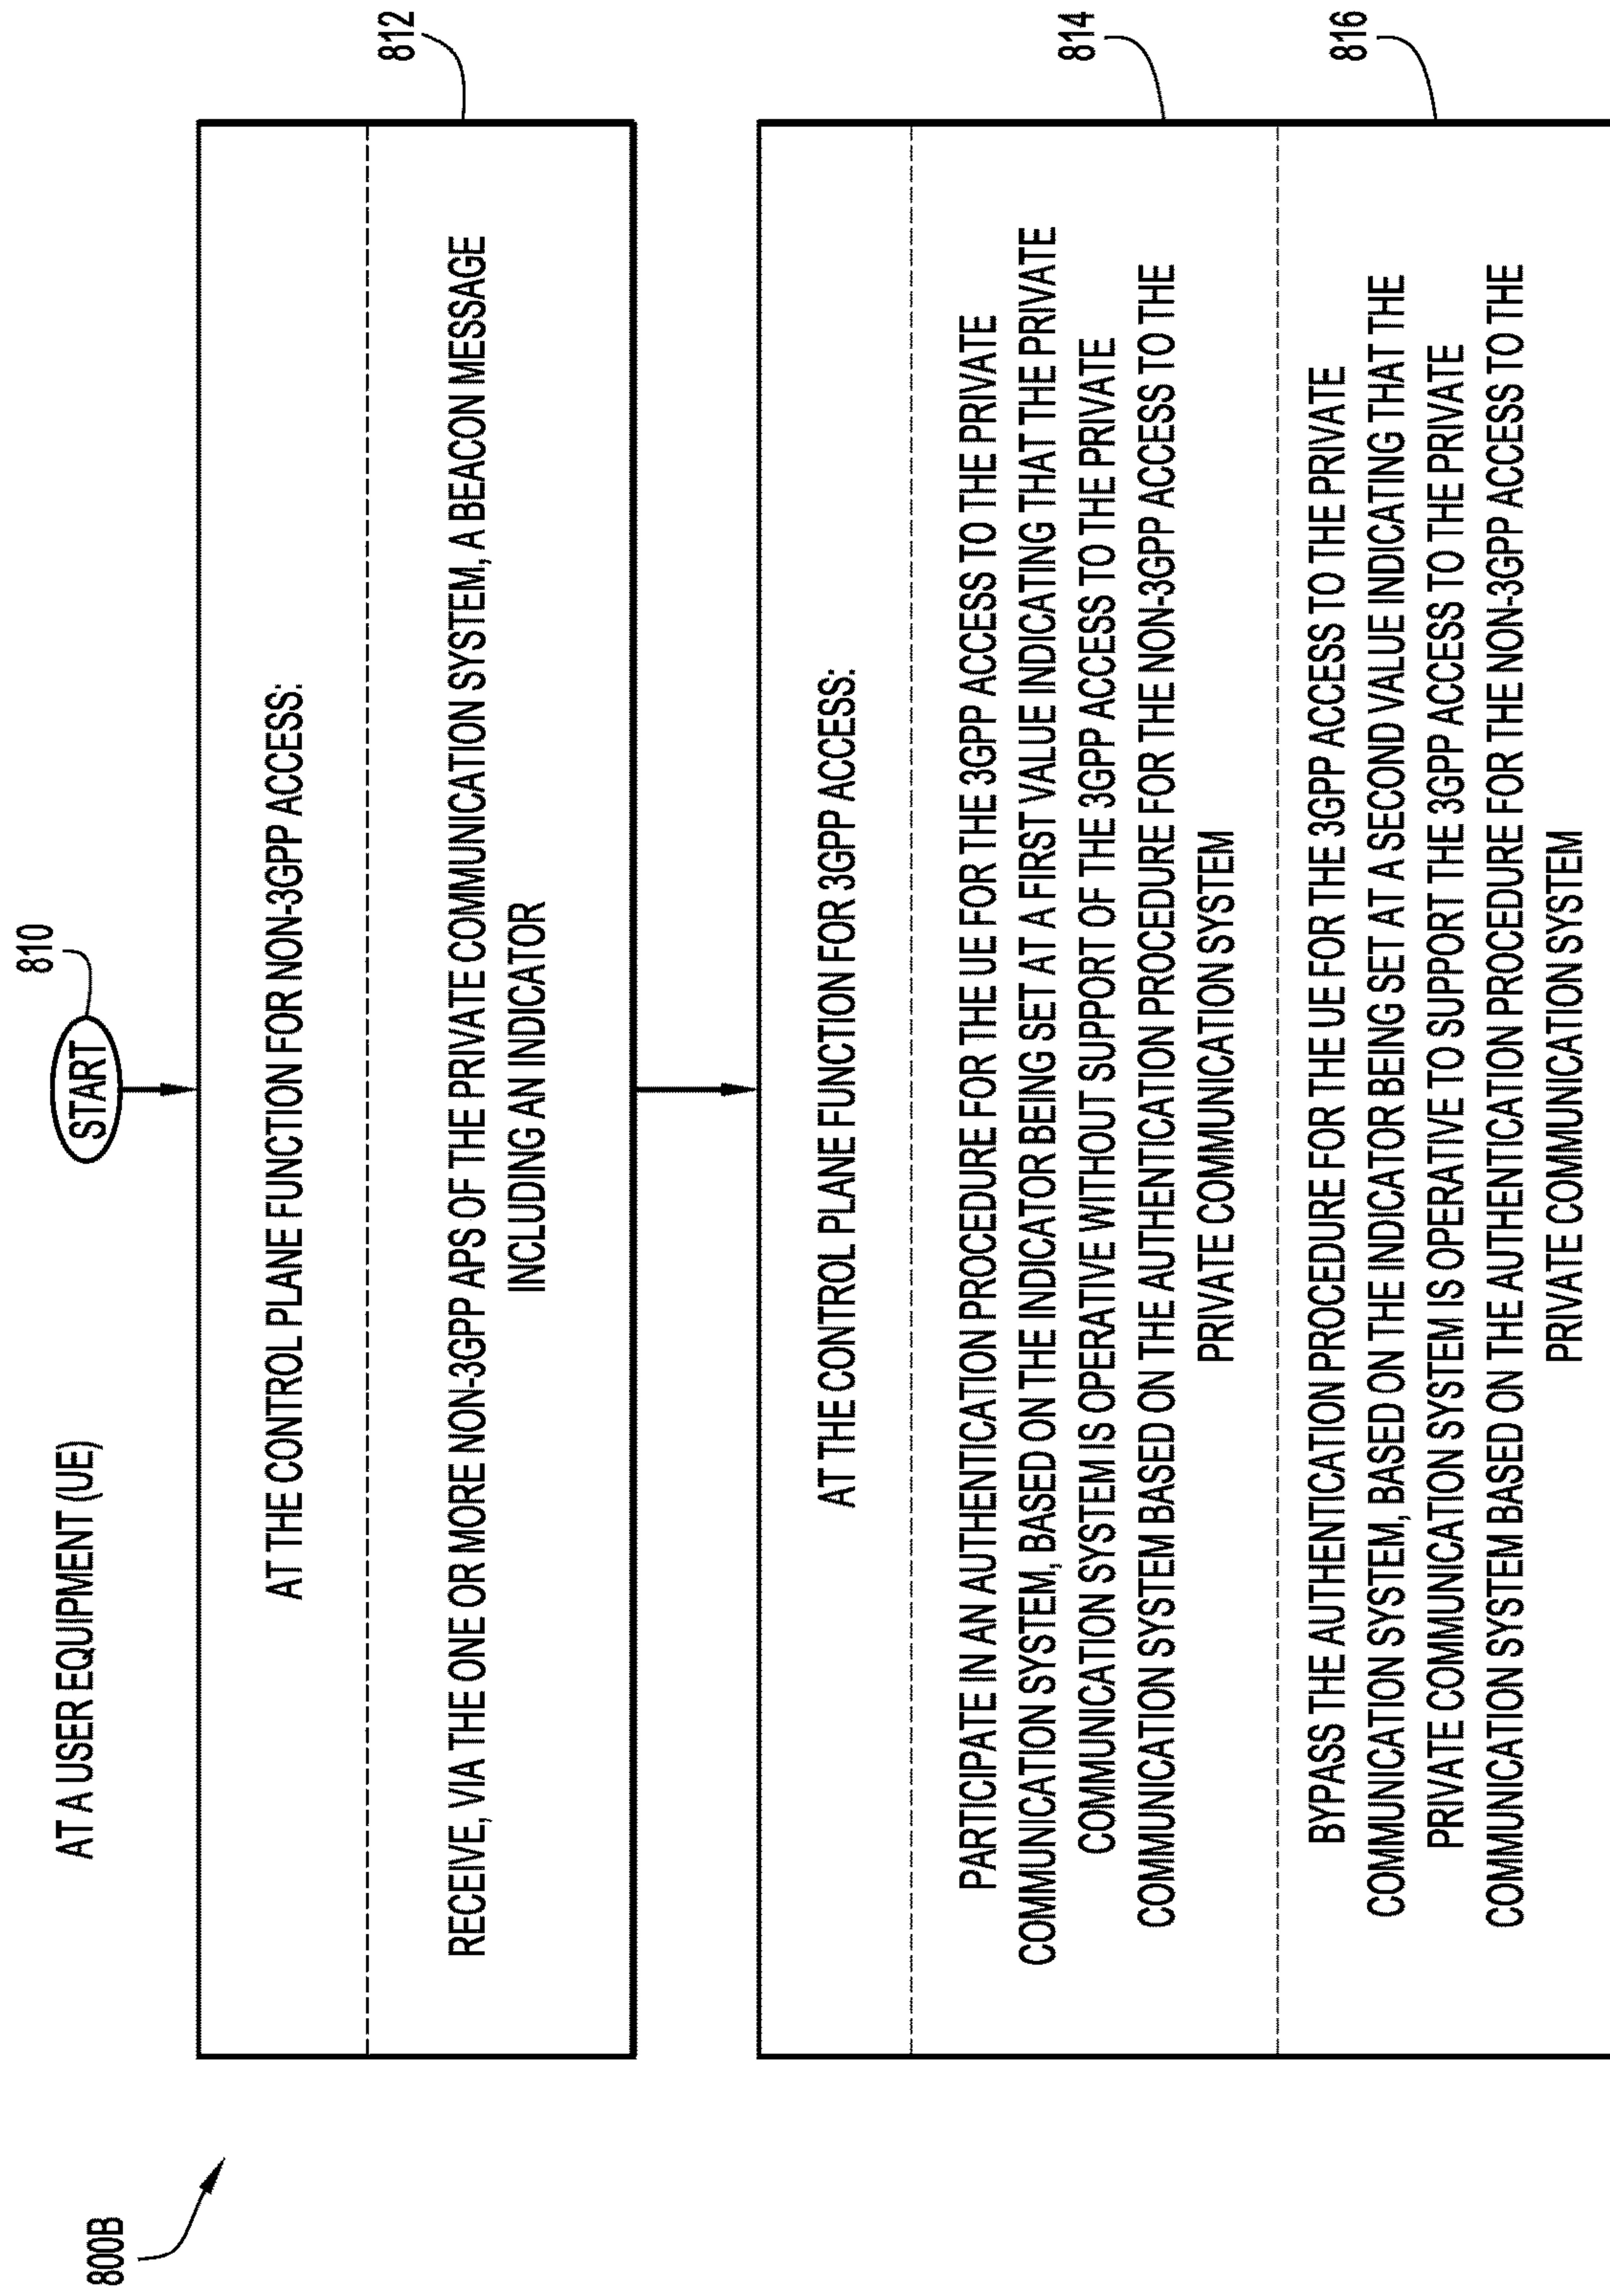 800B
AT A USER EQUIPMENT (UE)
START
810
AT THE CONTROL PLANE FUNCTION FOR NON-3GPP ACCESS:
RECEIVE, VIA THE ONE OR MORE NON-3GPP APS OF THE PRIVATE COMMUNICATION SYSTEM, A BEACON MESSAGE
INCLUDING AN INDICATOR
812
AT THE CONTROL PLANE FUNCTION FOR 3GPP ACCESS:
PARTICIPATE IN AN AUTHENTICATION PROCEDURE FOR THE UE FOR THE 3GPP ACCESS TO THE PRIVATE
COMMUNICATION SYSTEM, BASED ON THE INDICATOR BEING SET AT A FIRST VALUE INDICATING THAT THE PRIVATE
COMMUNICATION SYSTEM IS OPERATIVE WITHOUT SUPPORT OF THE 3GPP ACCESS TO THE PRIVATE
COMMUNICATION SYSTEM BASED ON THE AUTHENTICATION PROCEDURE FOR THE NON-3GPP ACCESS TO THE
PRIVATE COMMUNICATION SYSTEM
814
BYPASS THE AUTHENTICATION PROCEDURE FOR THE UE FOR THE 3GPP ACCESS TO THE PRIVATE
COMMUNICATION SYSTEM, BASED ON THE INDICATOR BEING SET AT A SECOND VALUE INDICATING THAT THE
PRIVATE COMMUNICATION SYSTEM IS OPERATIVE TO SUPPORT THE 3GPP ACCESS TO THE PRIVATE
COMMUNICATION SYSTEM BASED ON THE AUTHENTICATION PROCEDURE FOR THE NON-3GPP ACCESS TO THE
PRIVATE COMMUNICATION SYSTEM
816